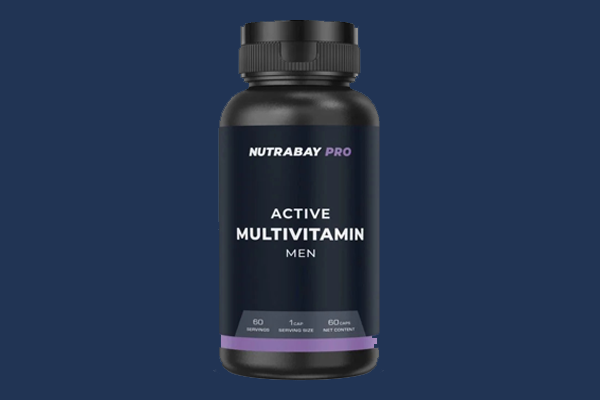 NUTRABAY PRO
ACTIVE
MULTIVITAMIN
MEN
60 1 CAP 60 CAPS
SERVINGS SERVING SIZE NET CONTENT